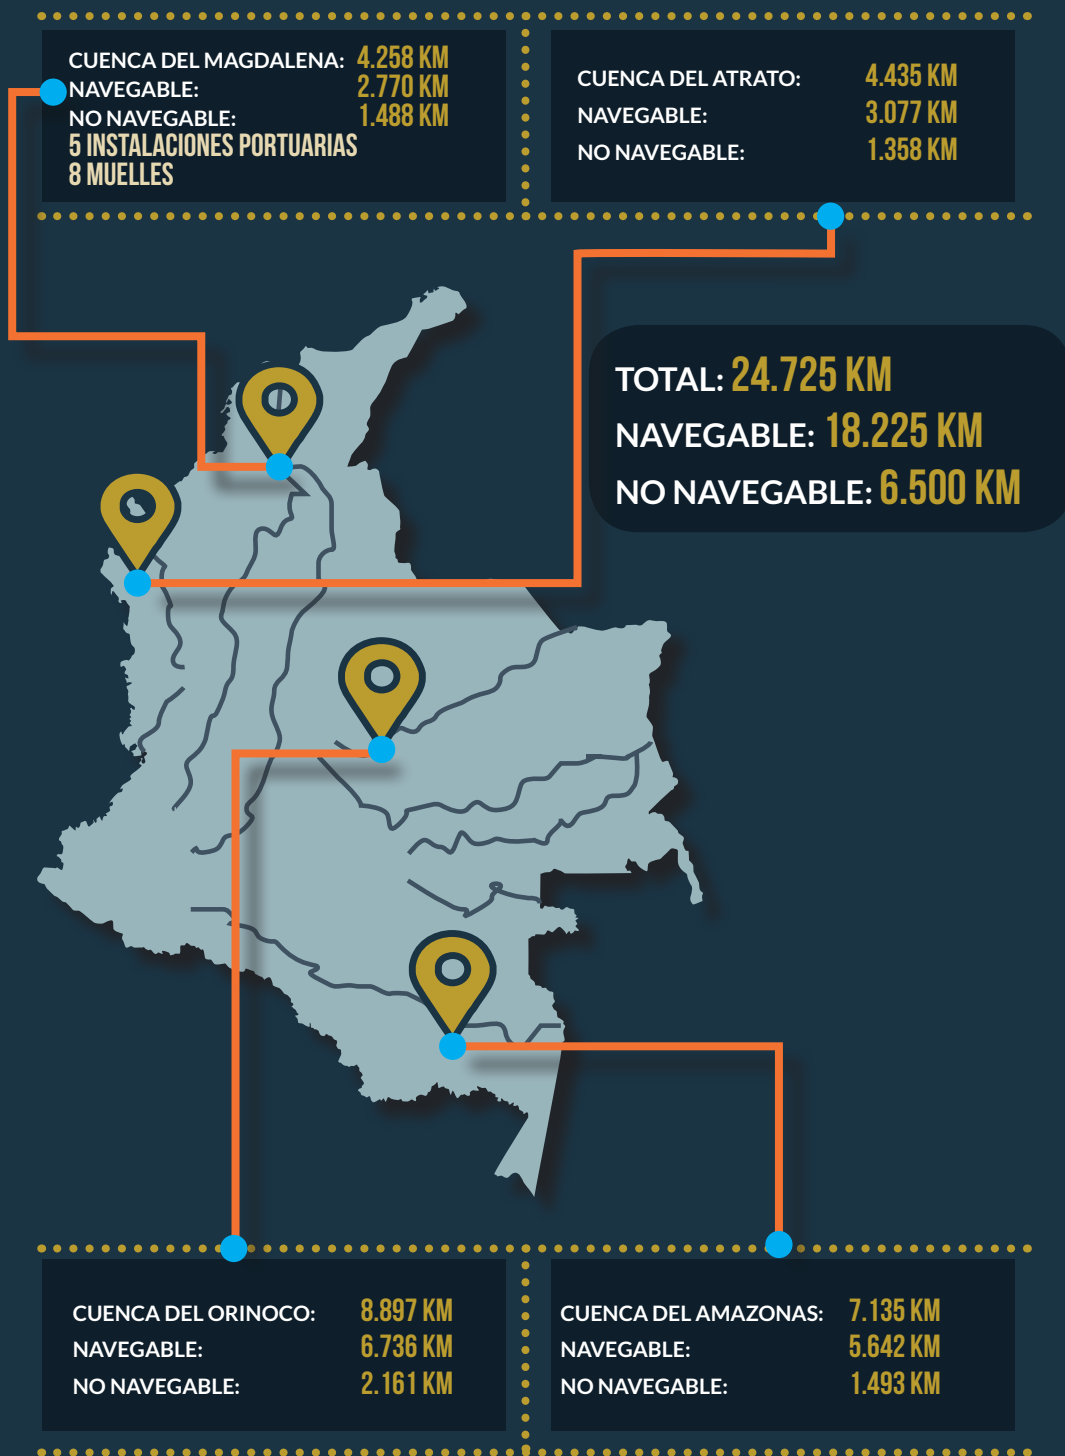 CUENCA DEL MAGDALENA: 4.258 KM
NAVEGABLE: 2.770 KM
NO NAVEGABLE: 1.488 KM
5 INSTALACIONES PORTUARIAS
8 MUELLES
CUENCA DEL ATRATO: 4.435 KM
NAVEGABLE: 3.077 KM
NO NAVEGABLE: 1.358 KM
TOTAL: 24.725 KM
NAVEGABLE: 18.225 KM
NO NAVEGABLE: 6.500 KM
CUENCA DEL ORINOCO: 8.897 KM
NAVEGABLE: 6.736 KM
NO NAVEGABLE: 2.161 KM
CUENCA DEL AMAZONAS: 7.135 KM
NAVEGABLE: 5.642 KM
NO NAVEGABLE: 1.493 KM